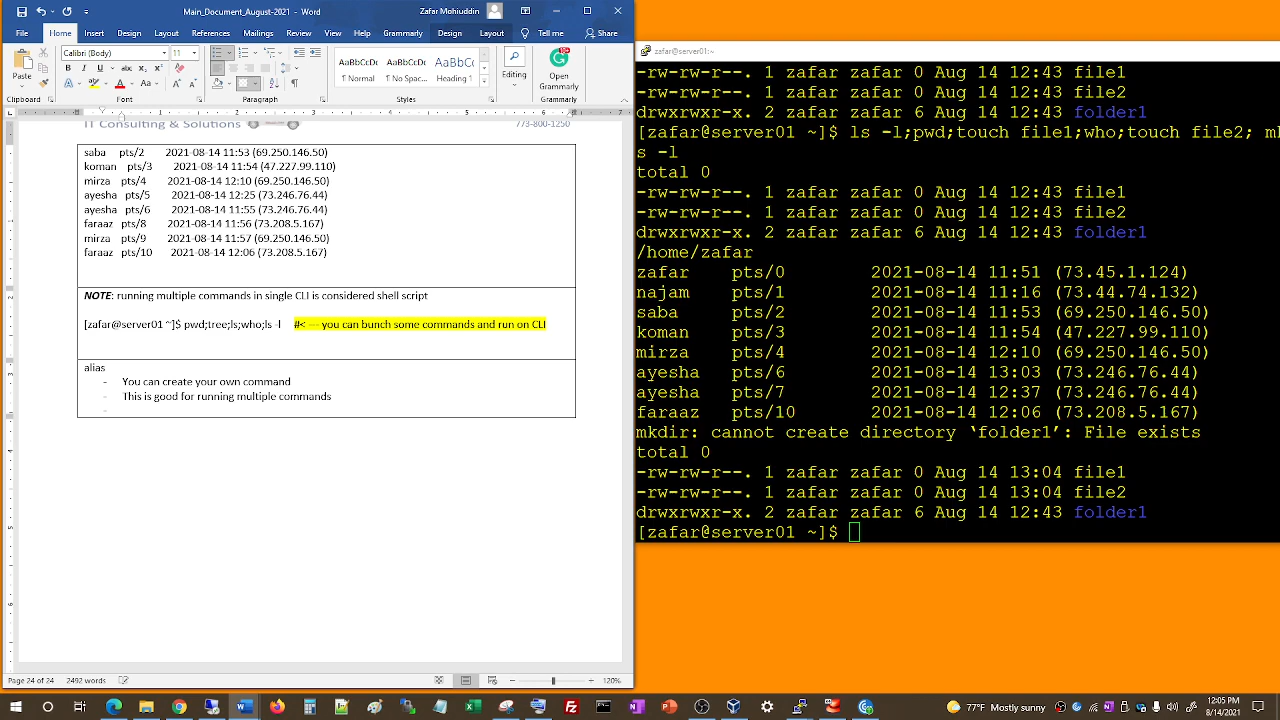 Main_Document_August-2021 - Word
Zafar Mohiuddin
File Home Insert Draw Design Layout References Mailings Review View Help Grammarly Design Layout Tell me Share
Calibri (Body) 11
Paste
Open Grammarly
AaBbCcDc AaBbCcDc AaBbCc
¶ Normal ¶ No Spac... Heading 1
Editing
Clipboard Font Paragraph Styles Grammarly
IT Consulting & Solutions 773-800-1250
saba pts/2 2021-08-14 11:53 (69.250.146.50)
koman pts/3 2021-08-14 11:54 (47.227.99.110)
mirza pts/4 2021-08-14 12:10 (69.250.146.50)
ayesha pts/5 2021-08-14 12:25 (73.246.76.44)
ayesha pts/6 2021-08-14 11:55 (73.246.76.44)
faraaz pts/8 2021-08-14 11:56 (73.208.5.167)
mirza pts/9 2021-08-14 11:57 (69.250.146.50)
faraaz pts/10 2021-08-14 12:06 (73.208.5.167)
NOTE: running multiple commands in single CLI is considered shell script
[zafar@server01 ~]$ pwd;tree;ls;who;ls -l #< --- you can bunch some commands and run on CLI
alias
- You can create your own command
- This is good for running multiple commands
-
Page 24 of 24 2492 words
120%
zafar@server01:~
-rw-rw-r--. 1 zafar zafar 0 Aug 14 12:43 file1
-rw-rw-r--. 1 zafar zafar 0 Aug 14 12:43 file2
drwxrwxr-x. 2 zafar zafar 6 Aug 14 12:43 folder1
[zafar@server01 ~]$ ls -l;pwd;touch file1;who;touch file2; mk
s -l
total 0
-rw-rw-r--. 1 zafar zafar 0 Aug 14 12:43 file1
-rw-rw-r--. 1 zafar zafar 0 Aug 14 12:43 file2
drwxrwxr-x. 2 zafar zafar 6 Aug 14 12:43 folder1
/home/zafar
zafar pts/0 2021-08-14 11:51 (73.45.1.124)
najam pts/1 2021-08-14 11:16 (73.44.74.132)
saba pts/2 2021-08-14 11:53 (69.250.146.50)
koman pts/3 2021-08-14 11:54 (47.227.99.110)
mirza pts/4 2021-08-14 12:10 (69.250.146.50)
ayesha pts/6 2021-08-14 13:03 (73.246.76.44)
ayesha pts/7 2021-08-14 12:37 (73.246.76.44)
faraaz pts/10 2021-08-14 12:06 (73.208.5.167)
mkdir: cannot create directory ‘folder1’: File exists
total 0
-rw-rw-r--. 1 zafar zafar 0 Aug 14 13:04 file1
-rw-rw-r--. 1 zafar zafar 0 Aug 14 13:04 file2
drwxrwxr-x. 2 zafar zafar 6 Aug 14 12:43 folder1
[zafar@server01 ~]$
77°F Mostly sunny
12:05 PM
8/14/2021